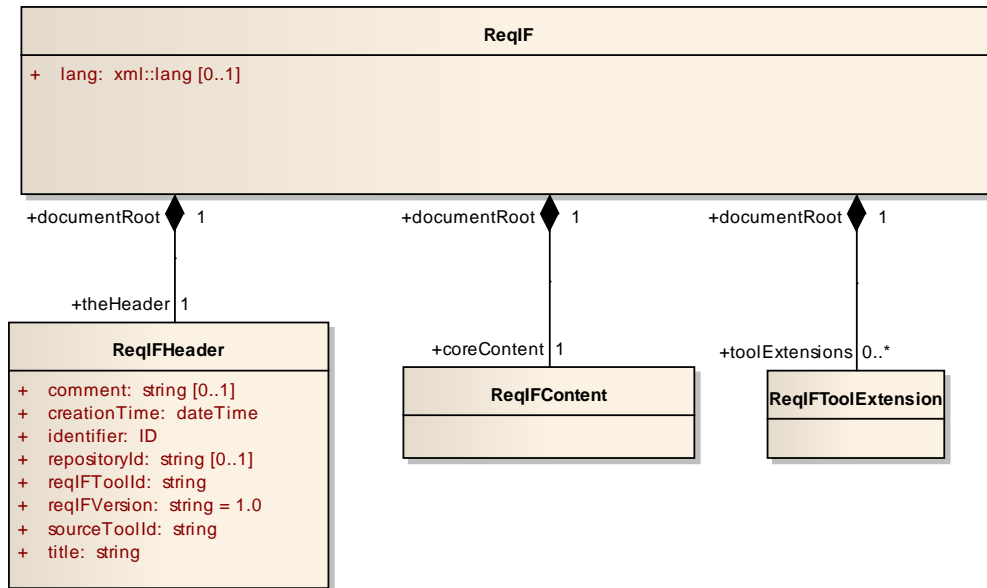 ReqIF
+ lang: xml::lang [0..1]
+documentRoot 1
+documentRoot 1
+documentRoot 1
+theHeader 1
+coreContent 1
+toolExtensions 0..*
ReqIFHeader
+ comment: string [0..1]
+ creationTime: dateTime
+ identifier: ID
+ repositoryId: string [0..1]
+ reqIFToolId: string
+ reqIFVersion: string = 1.0
+ sourceToolId: string
+ title: string
ReqIFContent
ReqIFToolExtension